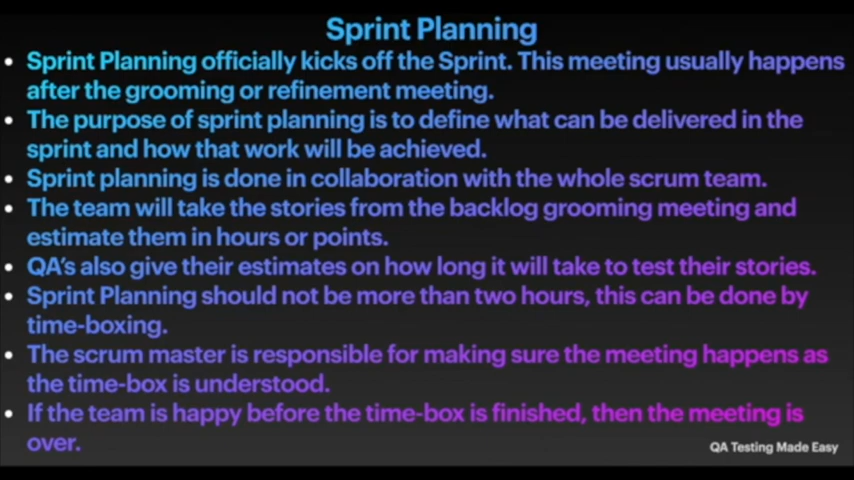 Sprint Planning
• Sprint Planning officially kicks off the Sprint. This meeting usually happens
after the grooming or refinement meeting.
• The purpose of sprint planning is to define what can be delivered in the
sprint and how that work will be achieved.
• Sprint planning is done in collaboration with the whole scrum team.
• The team will take the stories from the backlog grooming meeting and
estimate them in hours or points.
• QA's also give their estimates on how long it will take to test their stories.
• Sprint Planning should not be more than two hours, this can be done by
time-boxing.
• The scrum master is responsible for making sure the meeting happens as
the time-box is understood.
• If the team is happy before the time-box is finished, then the meeting is
over.
QA Testing Made Easy